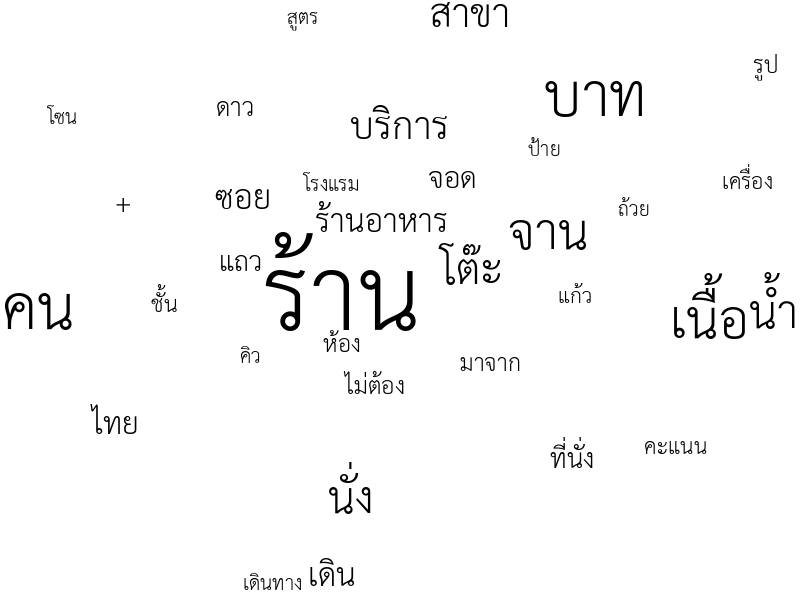 สูตร
สาขา
รูป
บาท
ดาว
โซน
บริการ
ป้าย
โรงแรม
จอด
เครื่อง
ซอย
+
ถ้วย
ร้านอาหาร
จาน
แถว
ร้าน
โต๊ะ
คน
ชั้น
แก้ว
เนื้อ
น้ำ
คิว
ห้อง
มาจาก
ไม่ต้อง
ไทย
ที่นั่ง
คะแนน
นั่ง
เดินทาง
เดิน